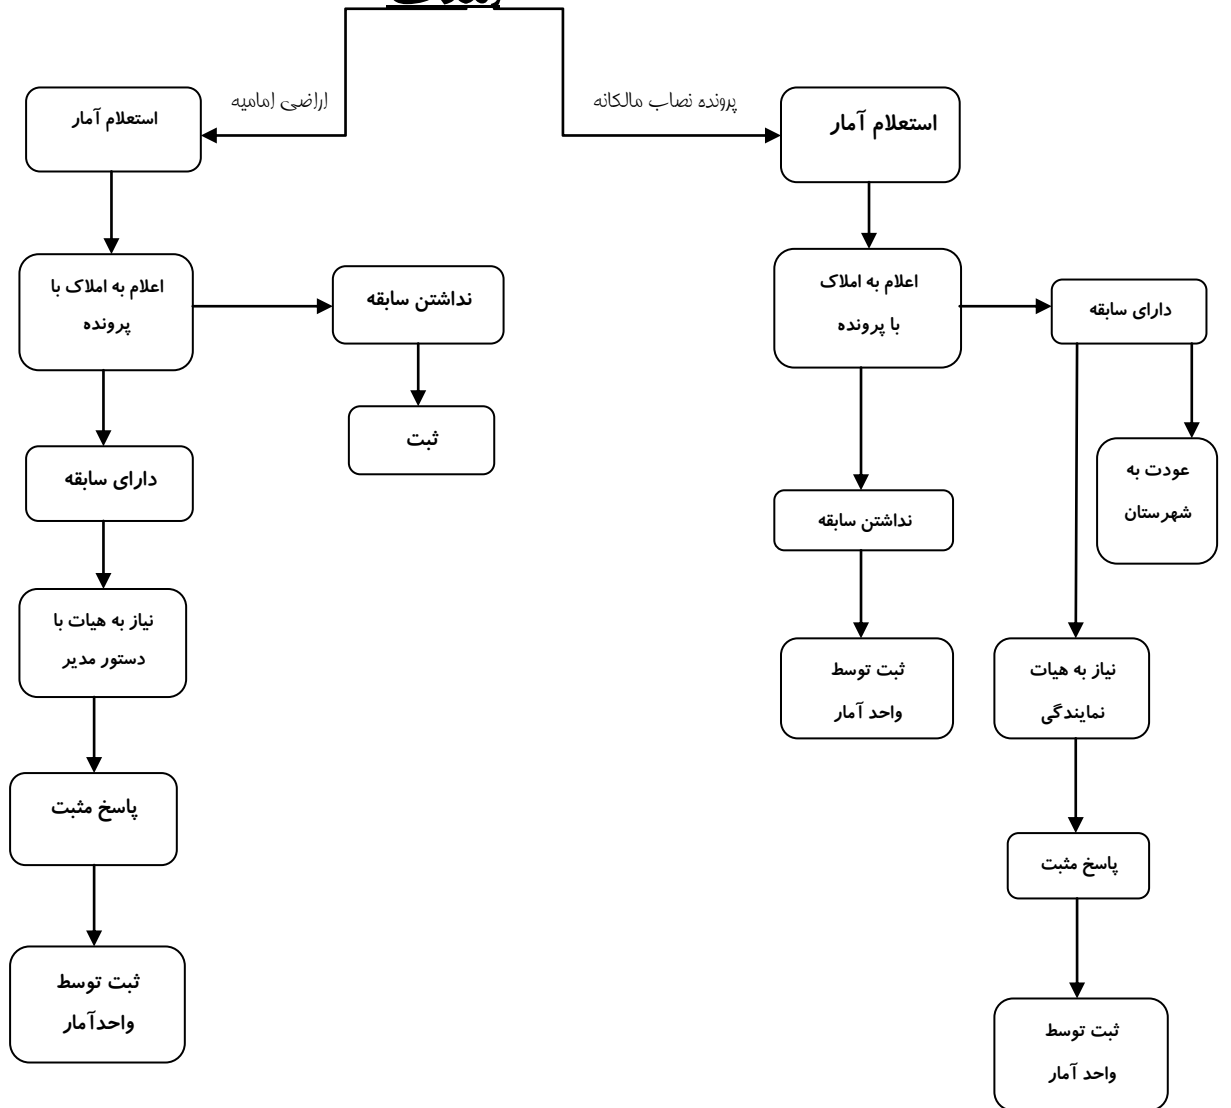 پرونده نصاب مالکانه
اراضی امامیه
استعلام آمار
استعلام آمار
اعلام به املاک
با پرونده
دارای سابقه
عودت به
شهرستان
نداشتن سابقه
ثبت توسط
واحد آمار
نیاز به هیات
نمایندگی
پاسخ مثبت
ثبت توسط
واحد آمار
اعلام به املاک با
پرونده
نداشتن سابقه
ثبت
دارای سابقه
نیاز به هیات با
دستور مدیر
پاسخ مثبت
ثبت توسط
واحدآمار